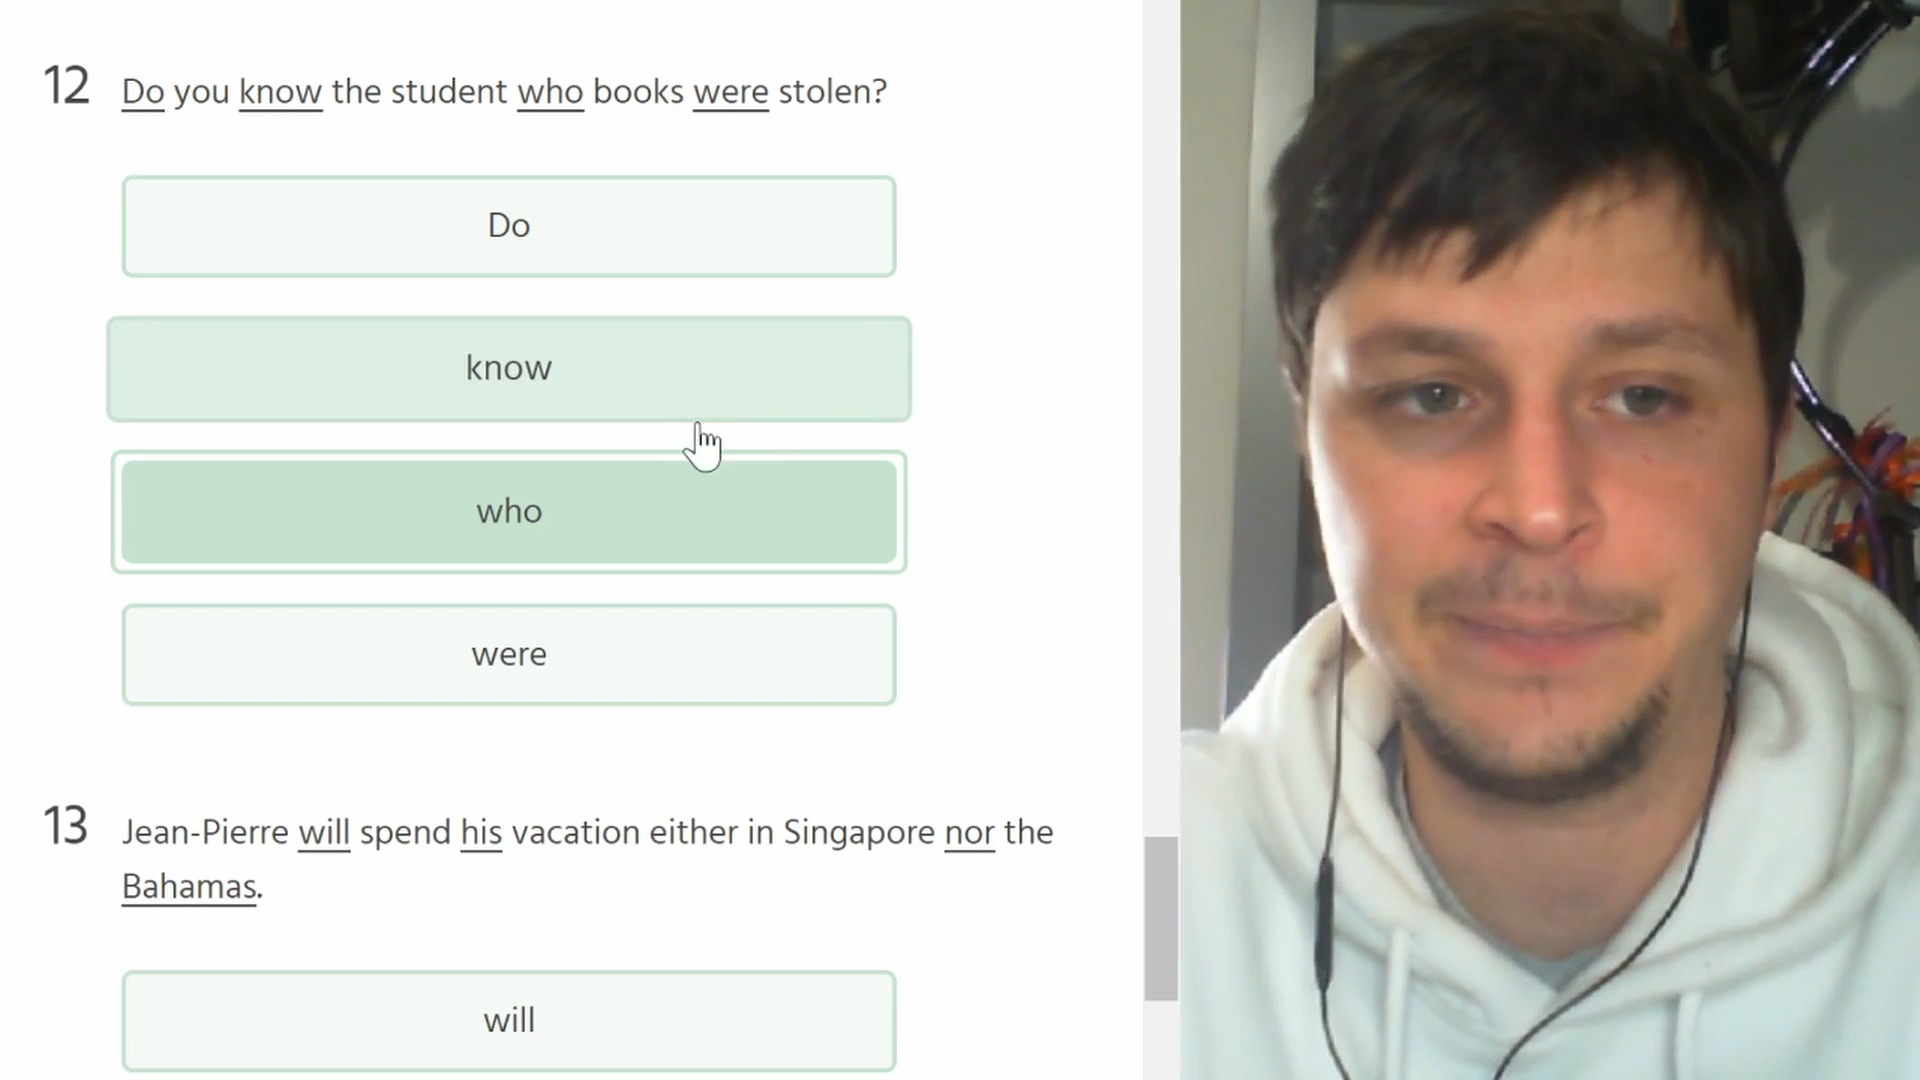 12 Do you know the student who books were stolen?
Do
know
who
were
13 Jean-Pierre will spend his vacation either in Singapore nor the
Bahamas.
will